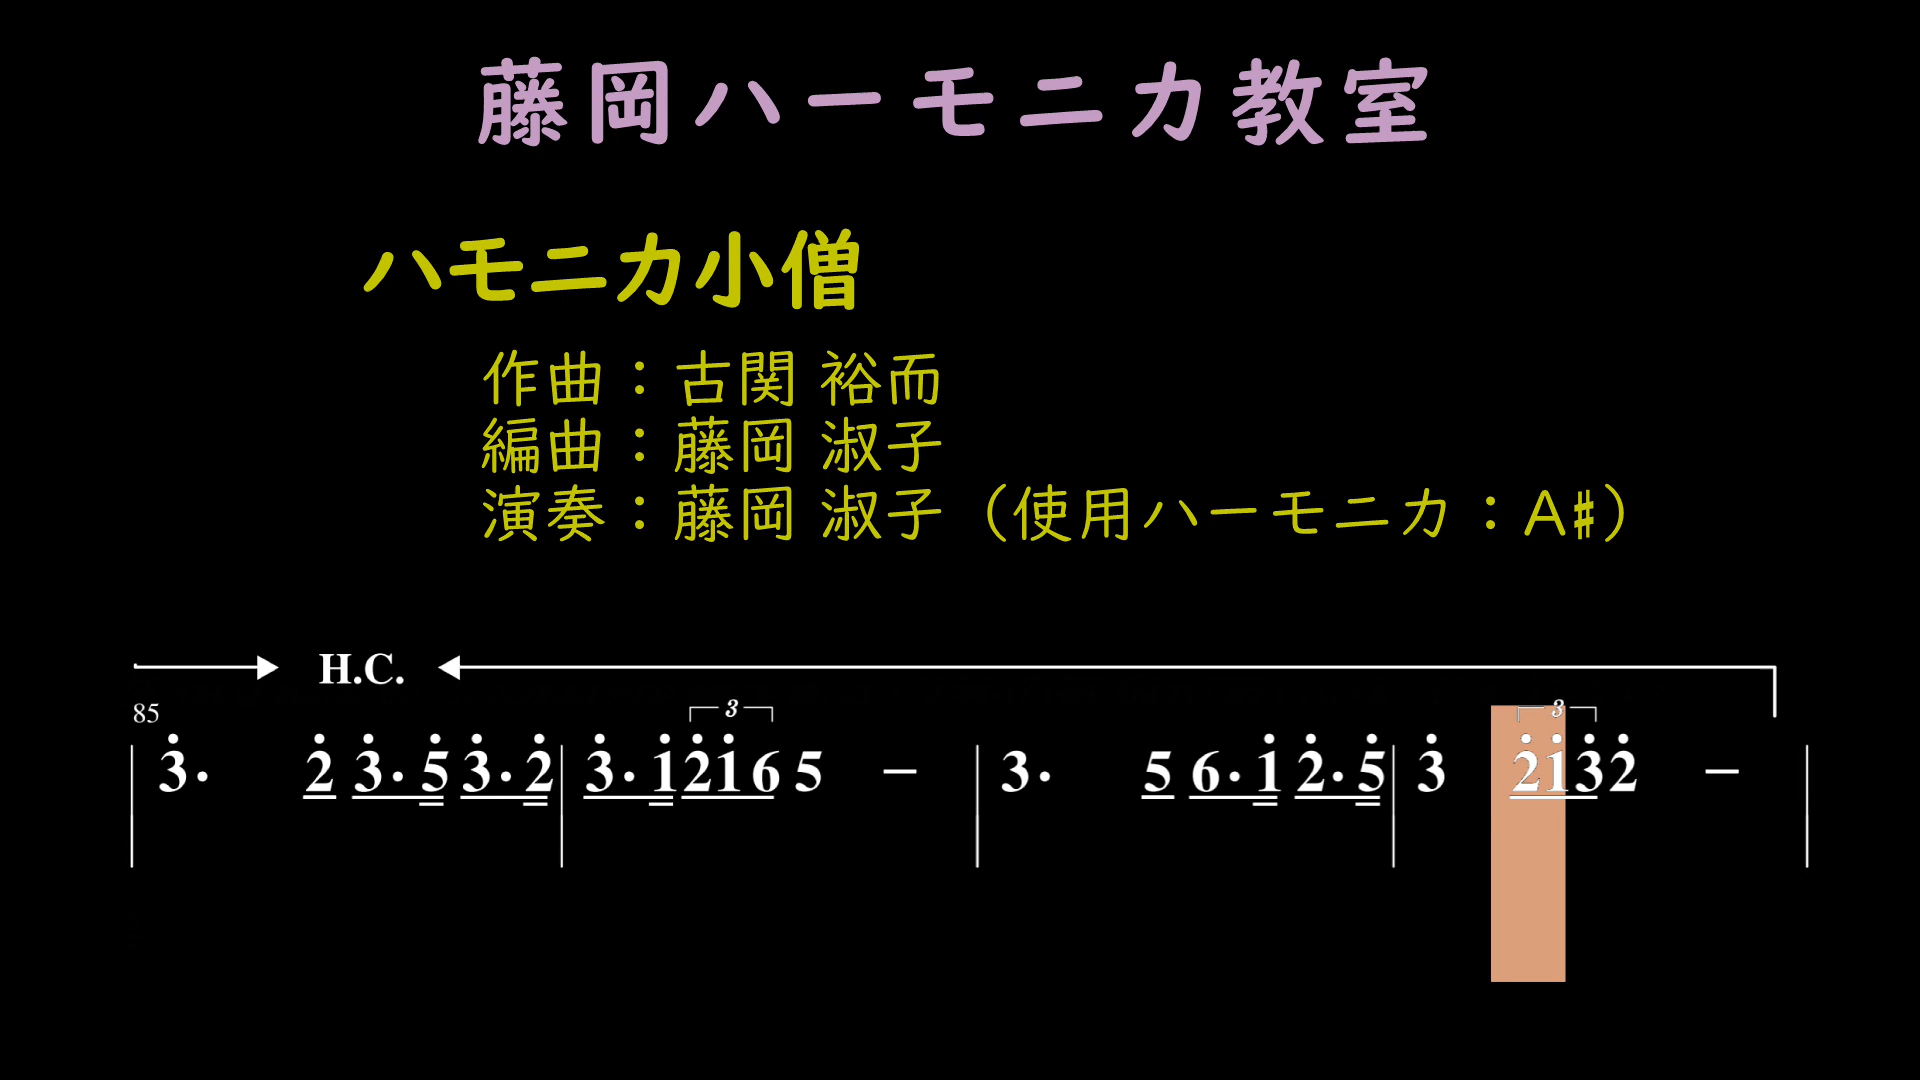 藤岡ハーモニカ教室
ハモニカ小僧
作曲：古関 裕而
編曲：藤岡 淑子
演奏：藤岡 淑子（使用ハーモニカ：A♯）
H.C.
85 3 3
3̇· 2̇ 3̇· 5̇ 3̇· 2̇ | 3̇· 1̇ 2̇ 1̇ 6 5 − | 3· 5 6· 1̇ 2̇· 5̇ | 3̇ 2̇ 1̇ 3̇ 2̇ − |